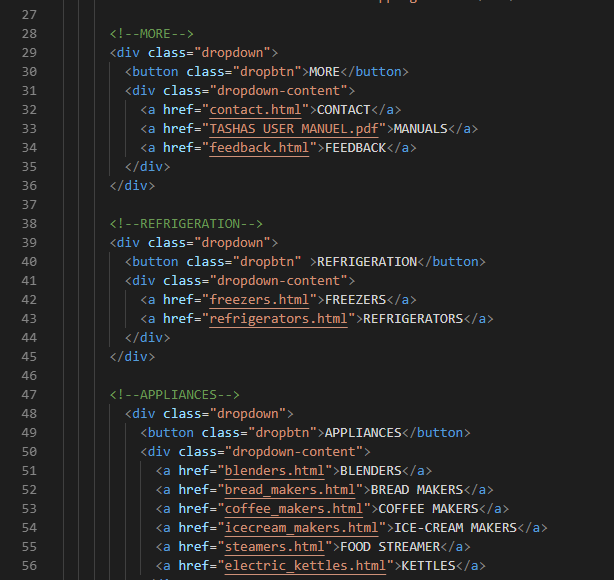 27
28 <!--MORE-->
29 <div class="dropdown">
30 <button class="dropbtn">MORE</button>
31 <div class="dropdown-content">
32 <a href="contact.html">CONTACT</a>
33 <a href="TASHAS USER MANUEL.pdf">MANUALS</a>
34 <a href="feedback.html">FEEDBACK</a>
35 </div>
36 </div>
37
38 <!--REFRIGERATION-->
39 <div class="dropdown">
40 <button class="dropbtn" >REFRIGERATION</button>
41 <div class="dropdown-content">
42 <a href="freezers.html">FREEZERS</a>
43 <a href="refrigerators.html">REFRIGERATORS</a>
44 </div>
45 </div>
46
47 <!--APPLIANCES-->
48 <div class="dropdown">
49 <button class="dropbtn">APPLIANCES</button>
50 <div class="dropdown-content">
51 <a href="blenders.html">BLENDERS</a>
52 <a href="bread_makers.html">BREAD MAKERS</a>
53 <a href="coffee_makers.html">COFFEE MAKERS</a>
54 <a href="icecream_makers.html">ICE-CREAM MAKERS</a>
55 <a href="steamers.html">FOOD STREAMER</a>
56 <a href="electric_kettles.html">KETTLES</a>